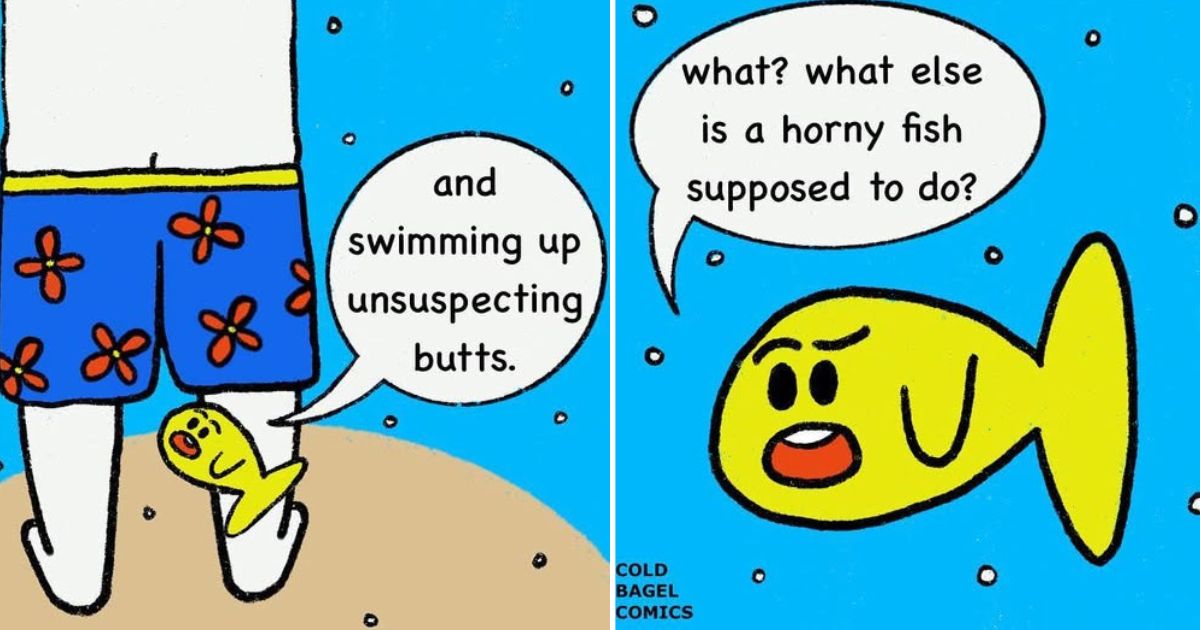 and
swimming up
unsuspecting
butts.
what? what else
is a horny fish
supposed to do?
COLD
BAGEL
COMICS